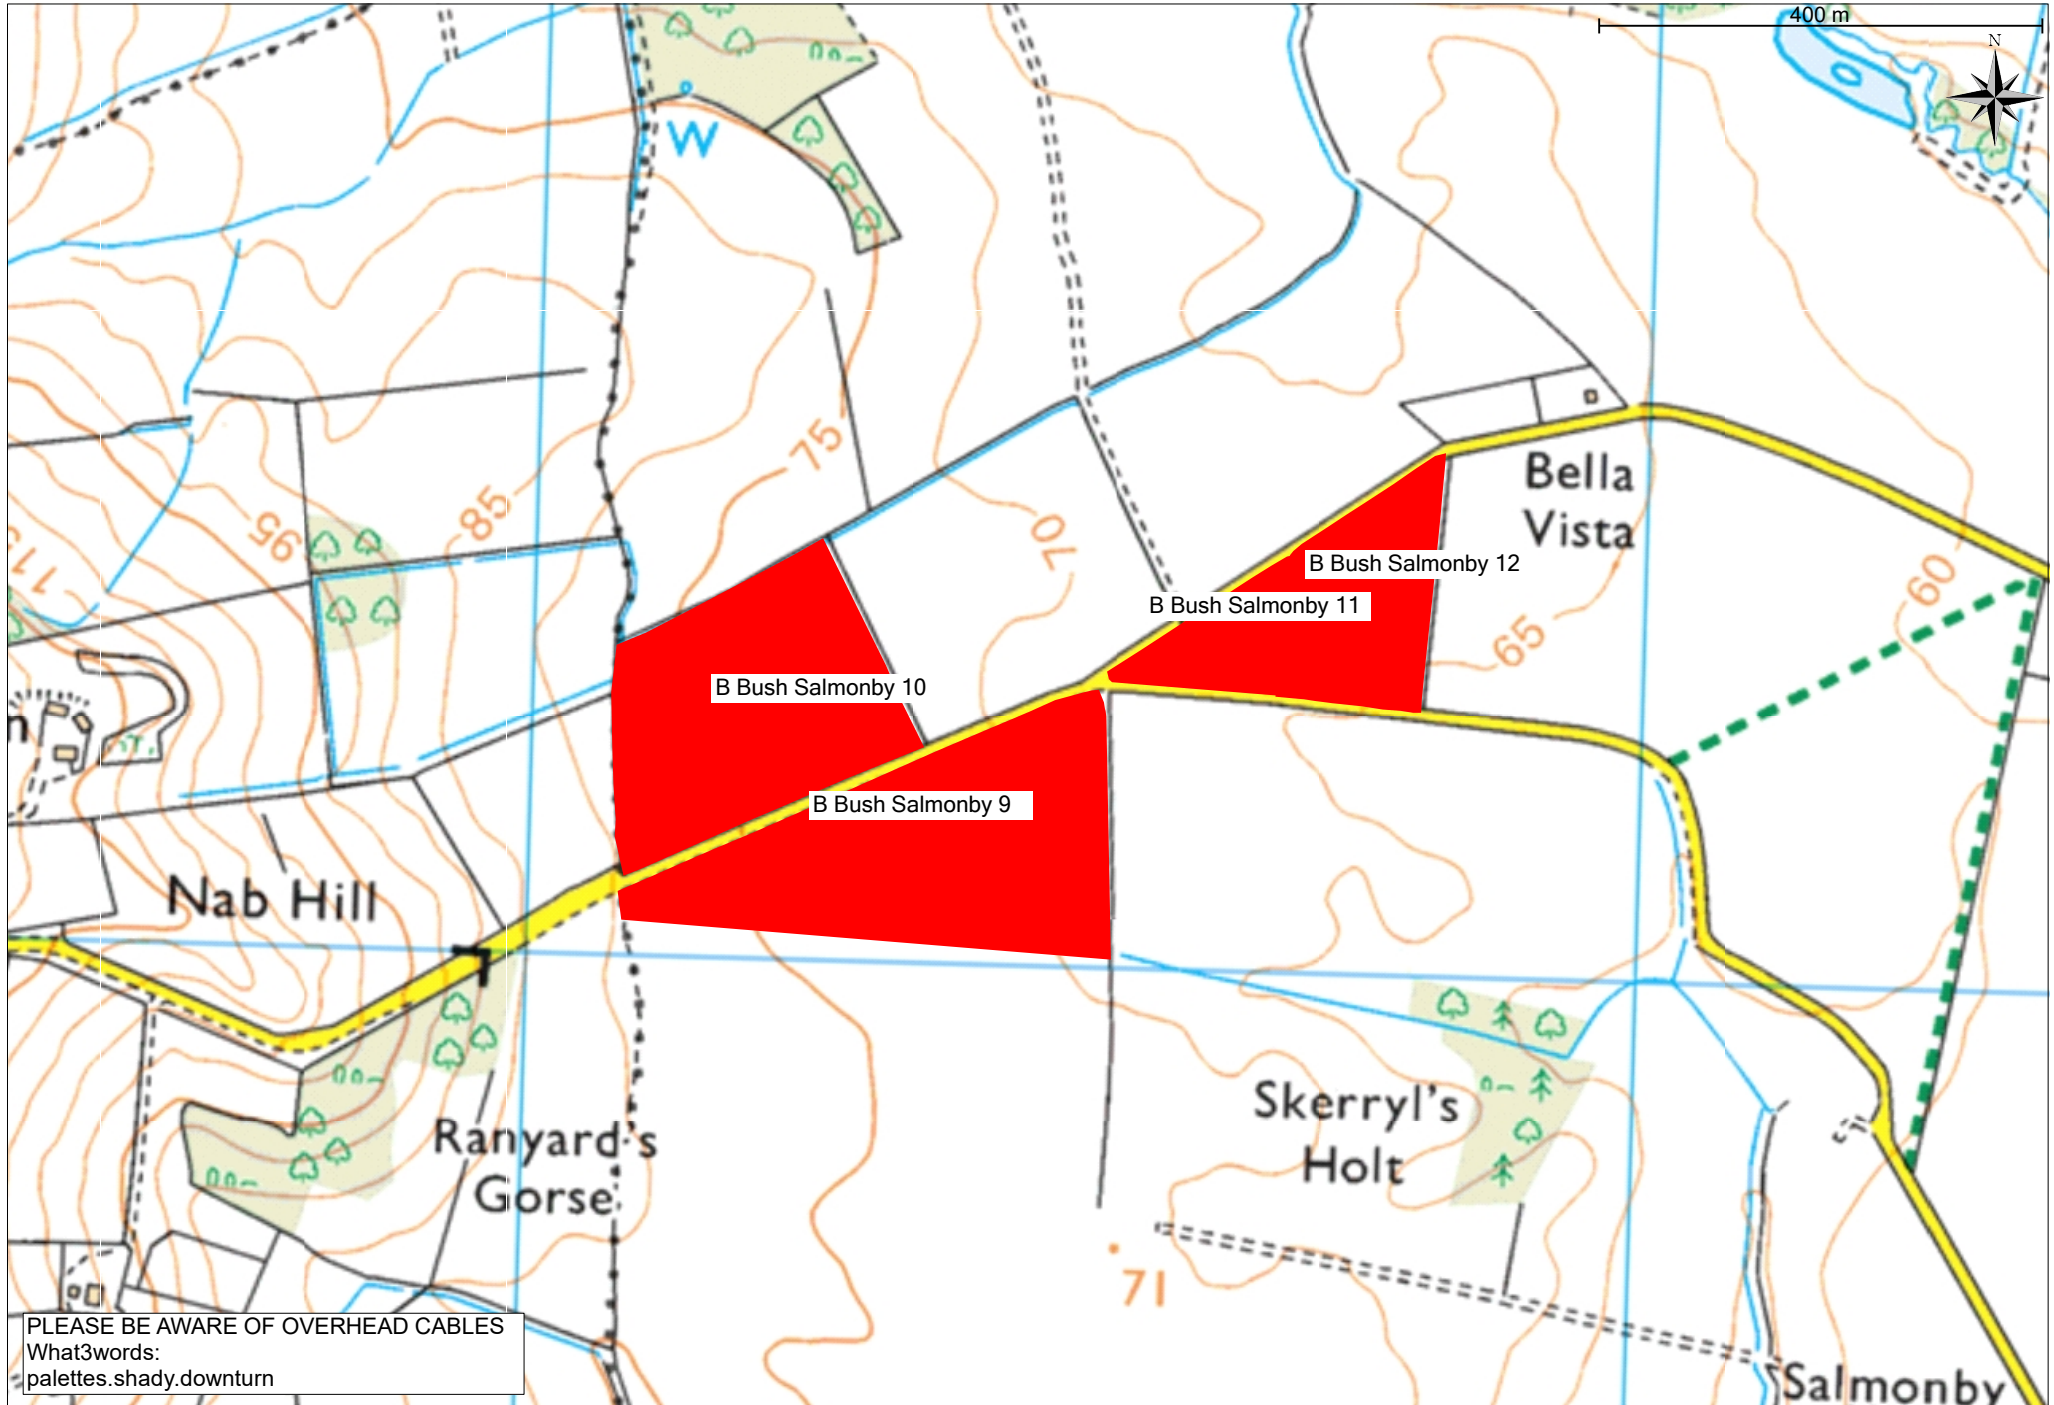 400 m
N
W
75
Bella
Vista
95
85
70
B Bush Salmonby 12
60
115
B Bush Salmonby 11
65
B Bush Salmonby 10
n
B Bush Salmonby 9
Nab Hill
Skerryl's
Holt
Ranyard's
Gorse
71
PLEASE BE AWARE OF OVERHEAD CABLES
What3words:
palettes.shady.downturn
Salmonby